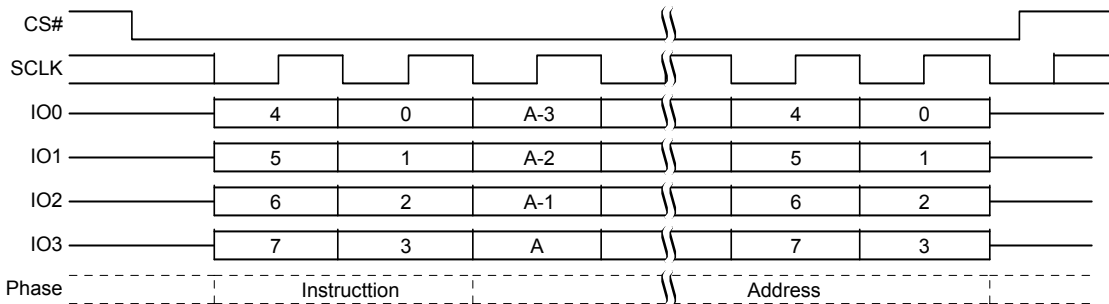 CS#
SCLK
IO0 4 0 A-3 4 0
IO1 5 1 A-2 5 1
IO2 6 2 A-1 6 2
IO3 7 3 A 7 3
Phase Instructtion Address